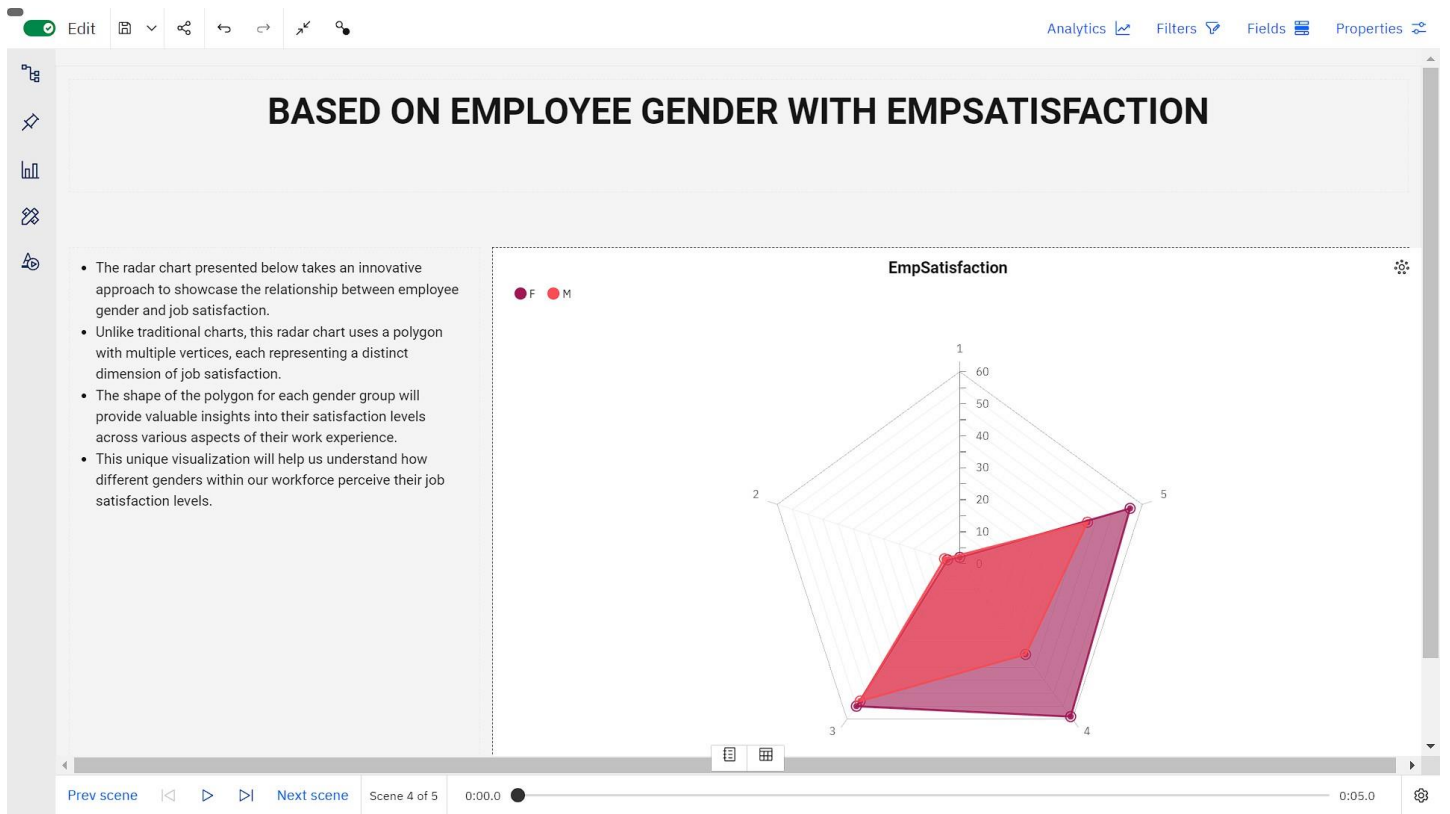 Edit
Analytics
Filters
Fields
Properties
BASED ON EMPLOYEE GENDER WITH EMPSATISFACTION
The radar chart presented below takes an innovative
approach to showcase the relationship between employee
gender and job satisfaction.
Unlike traditional charts, this radar chart uses a polygon
with multiple vertices, each representing a distinct
dimension of job satisfaction.
The shape of the polygon for each gender group will
provide valuable insights into their satisfaction levels
across various aspects of their work experience.
This unique visualization will help us understand how
different genders within our workforce perceive their job
satisfaction levels.
EmpSatisfaction
F M
1
60
50
40
30
20
10
0
2
5
3
4
Prev scene
Next scene
Scene 4 of 5
0:00.0
0:05.0